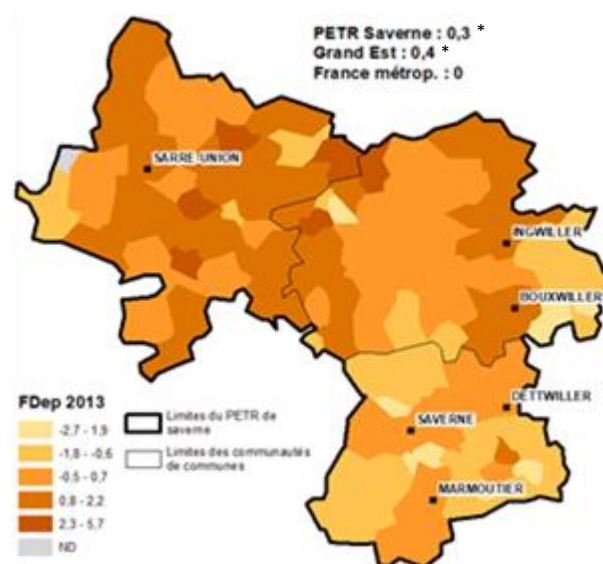 PETR Saverne : 0,3 *
Grand Est : 0,4 *
France métrop. : 0
SARRE-UNION
INGWILLER
BOUXWILLER
DETTWILLER
SAVERNE
MARMOUTIER
FDep 2013
-2,7 - 1,9
-1,8 - -0,6
-0,5 - 0,7
0,8 - 2,2
2,3 - 5,7
ND
Limites du PETR de
saverne
Limites des communautés
de communes